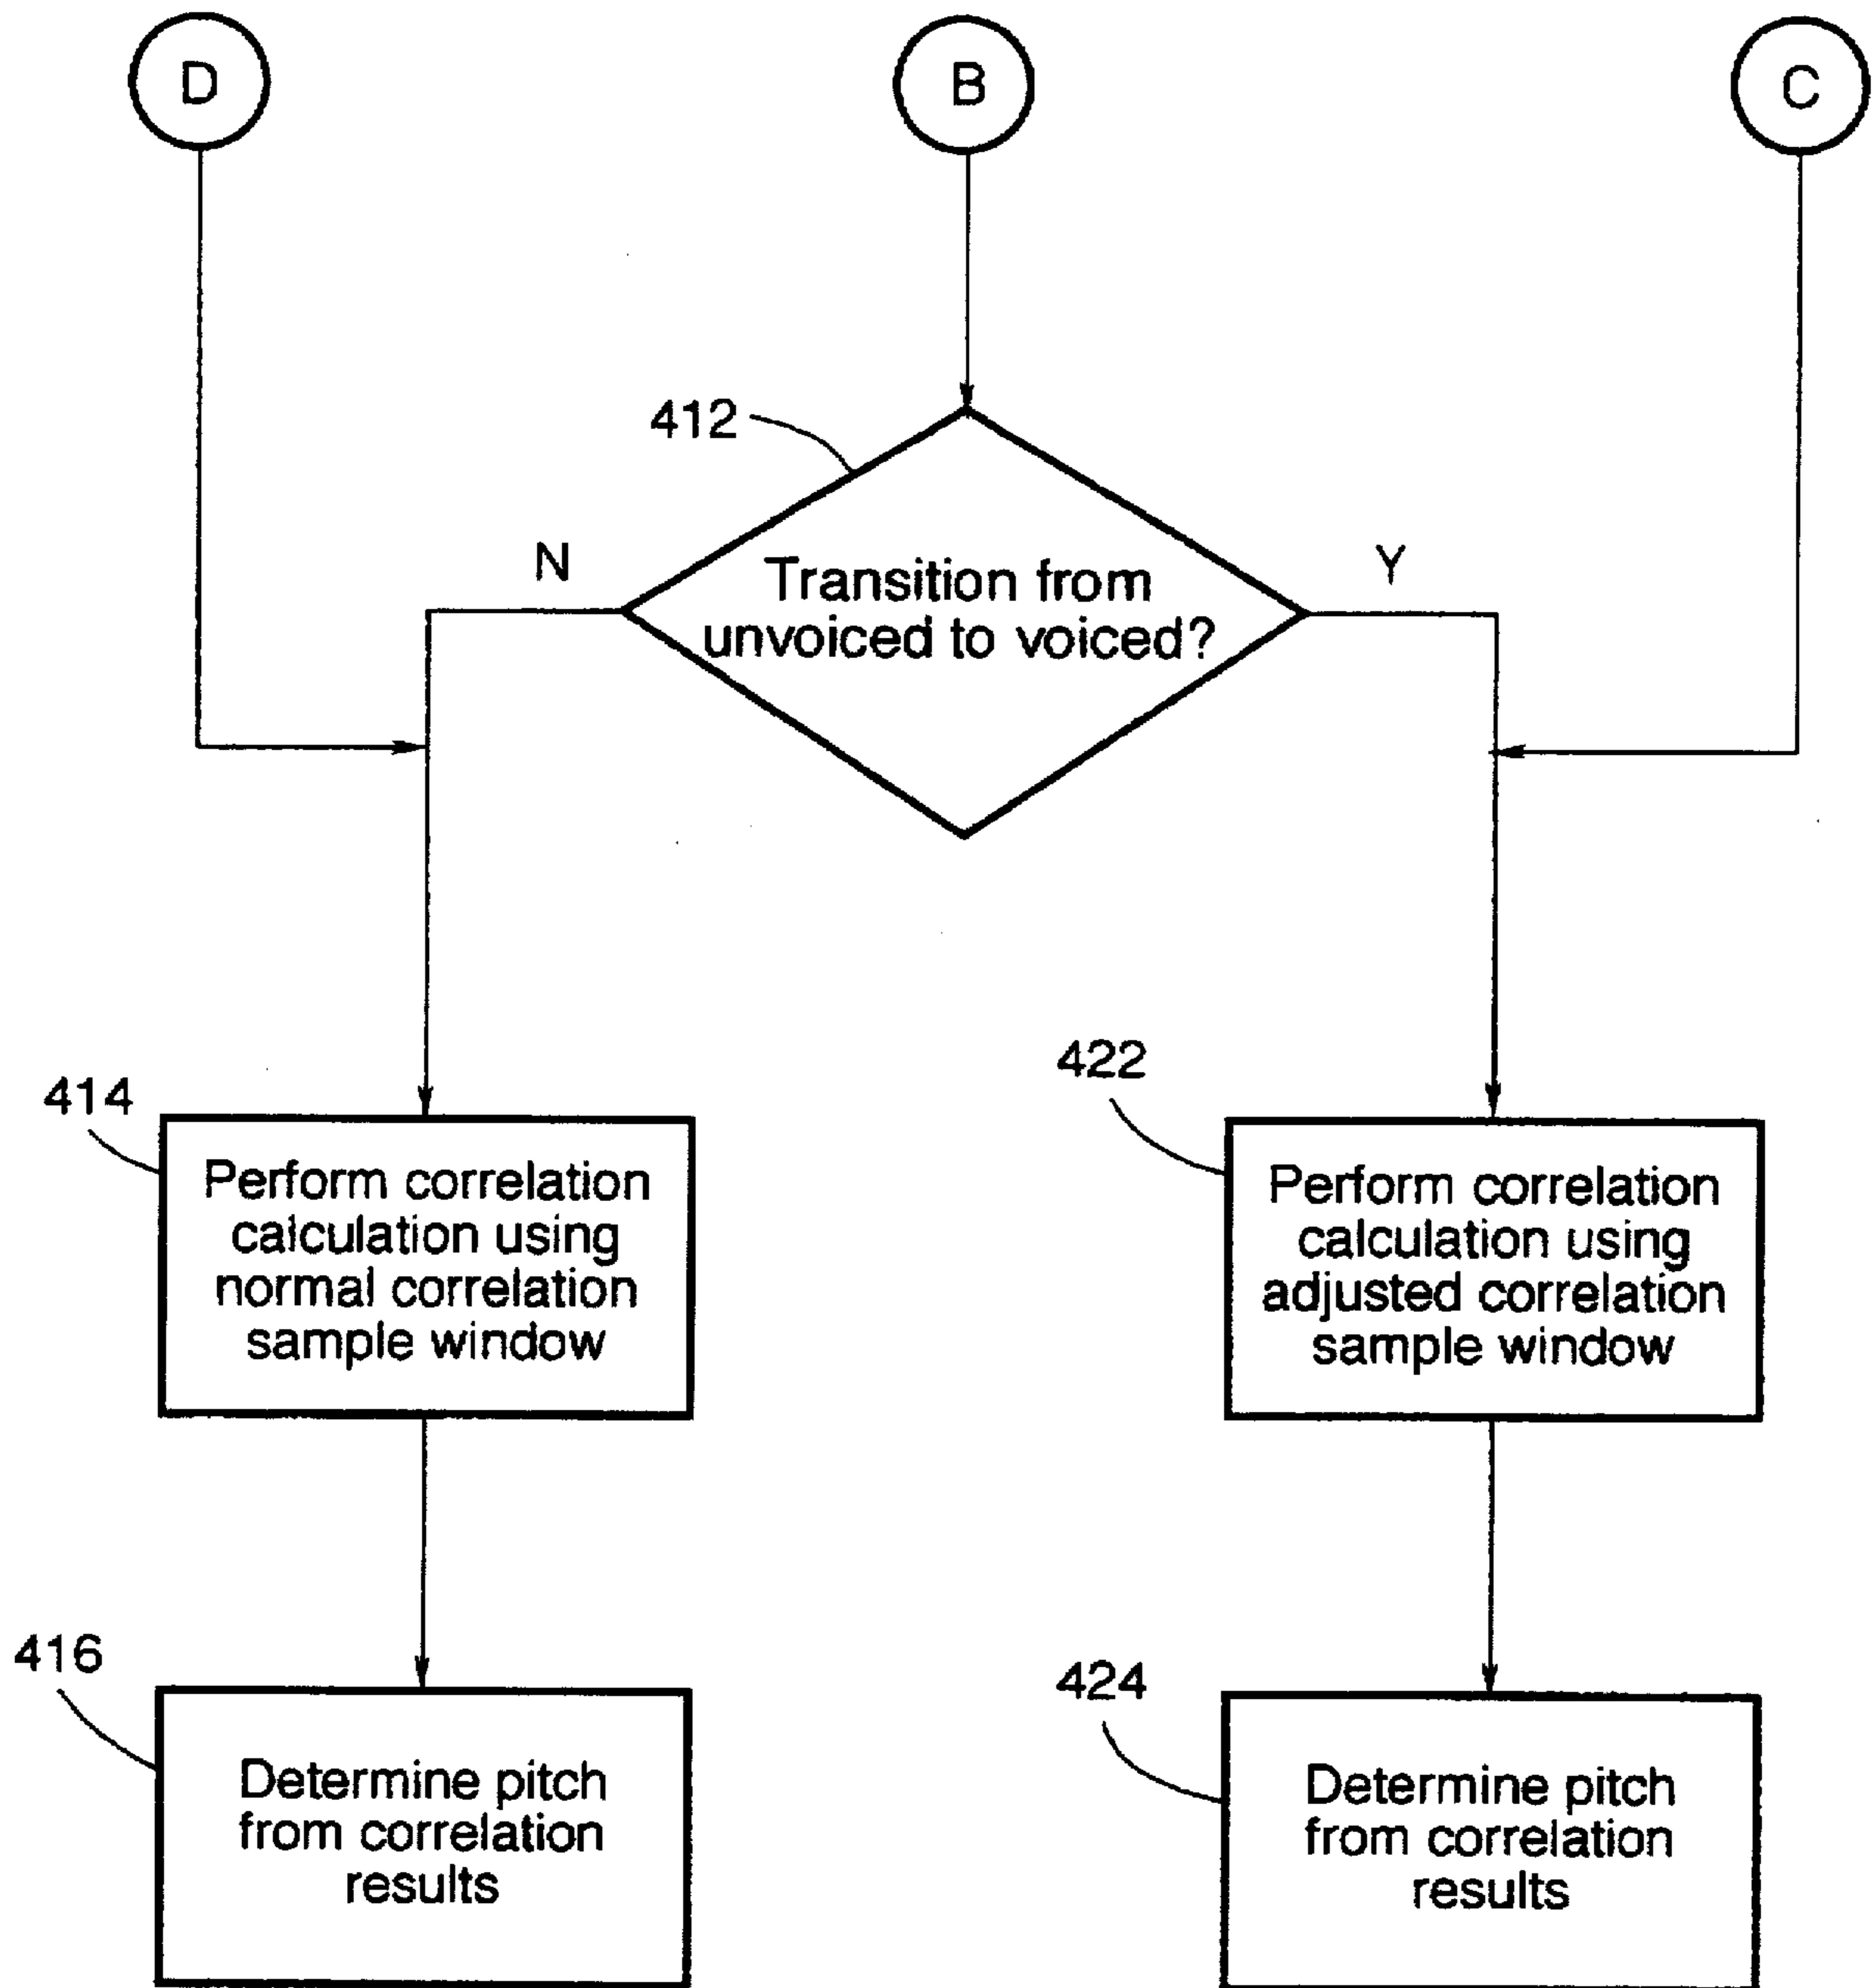 D
B
C
412
N
Y
Transition from
unvoiced to voiced?
414
422
Perform correlation
calculation using
normal correlation
sample window
Perform correlation
calculation using
adjusted correlation
sample window
416
424
Determine pitch
from correlation
results
Determine pitch
from correlation
results